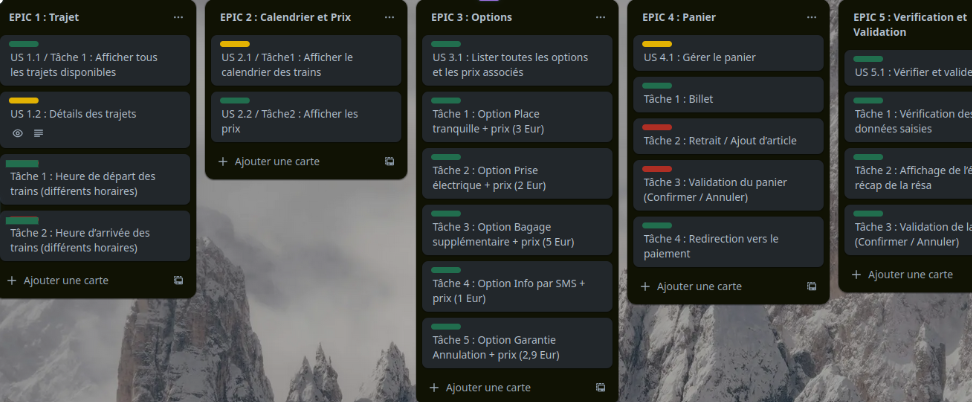 EPIC 1 : Trajet
US 1.1 / Tâche 1 : Afficher tous
les trajets disponibles
US 1.2 : Détails des trajets
Tâche 1 : Heure de départ des
trains (différents horaires)
Tâche 2 : Heure d'arrivée des
trains (différents horaires)
+ Ajouter une carte
EPIC 2 : Calendrier et Prix
US 2.1 / Tâche1 : Afficher le
calendrier des trains
US 2.2 / Tâche2 : Afficher les
prix
+ Ajouter une carte
EPIC 3 : Options
US 3.1 : Lister toutes les options
et les prix associés
Tâche 1 : Option Place
tranquille + prix (3 Eur)
Tâche 2 : Option Prise
électrique + prix (2 Eur)
Tâche 3 : Option Bagage
supplémentaire + prix (5 Eur)
Tâche 4 : Option Info par SMS +
prix (1 Eur)
Tâche 5 : Option Garantie
Annulation + prix (2,9 Eur)
+ Ajouter une carte
EPIC 4 : Panier
US 4.1 : Gérer le panier
Tâche 1 : Billet
Tâche 2 : Retrait / Ajout d'article
Tâche 3 : Validation du panier
(Confirmer / Annuler)
Tâche 4 : Redirection vers le
paiement
+ Ajouter une carte
EPIC 5 : Verification et
Validation
US 5.1 : Vérifier et valide
Tâche 1 : Vérification des
données saisies
Tâche 2 : Affichage de l'é
récap de la résa
Tâche 3 : Validation de la
(Confirmer / Annuler)
+ Ajouter une carte